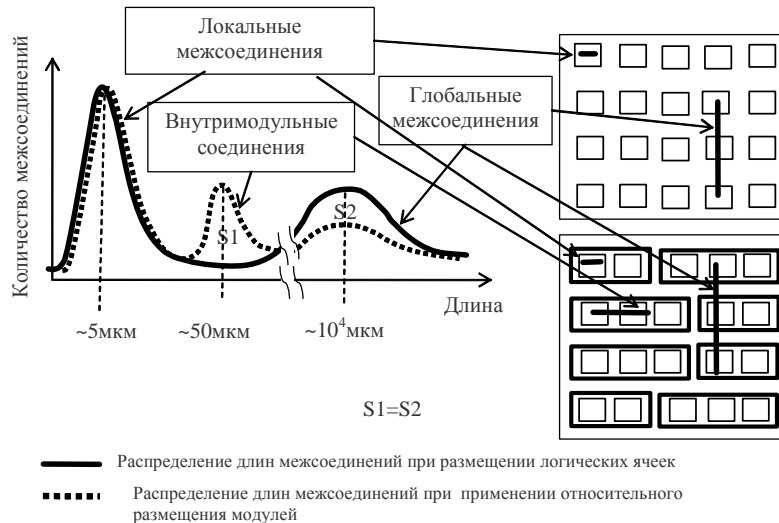 Локальные
межсоединения
Глобальные
межсоединения
Внутримодульные
соединения
Количество межсоединений
S1
S2
Длина
~5мкм
~50мкм
~10⁴мкм
S1=S2
Распределение длин межсоединений при размещении логических ячеек
Распределение длин межсоединений при применении относительного
размещения модулей